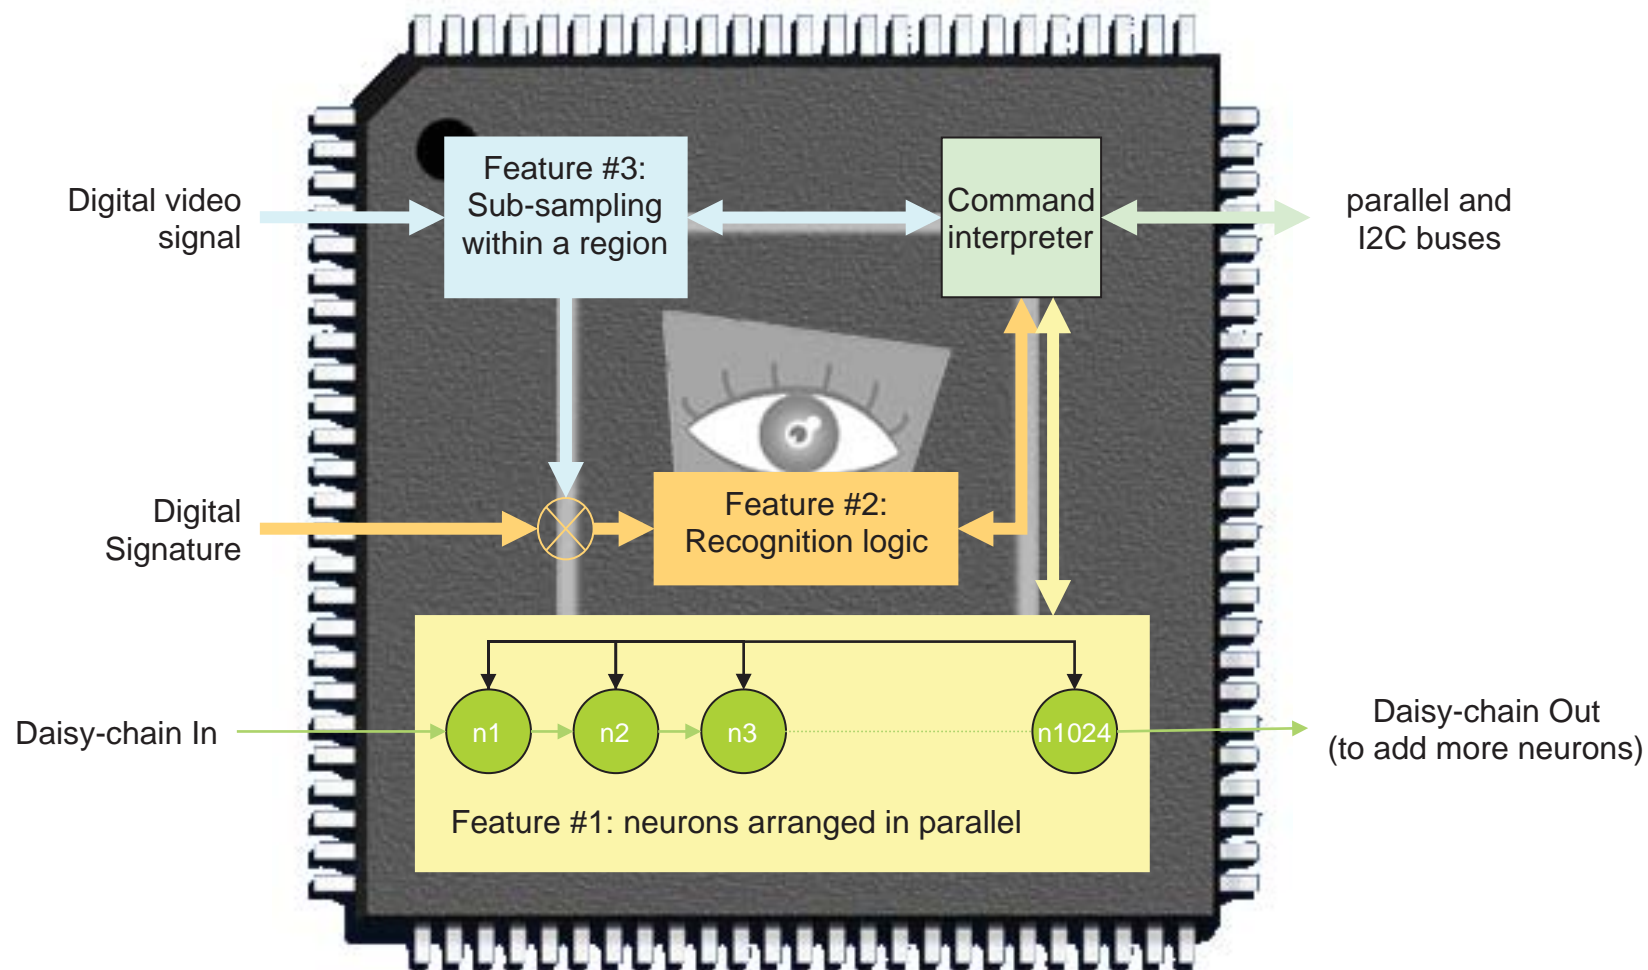 Feature #3:
Sub-sampling
within a region
Command
interpreter
Digital video
signal
parallel and
I2C buses
Digital
Signature
Feature #2:
Recognition logic
Daisy-chain In
n1
n2
n3
n1024
Daisy-chain Out
(to add more neurons)
Feature #1: neurons arranged in parallel